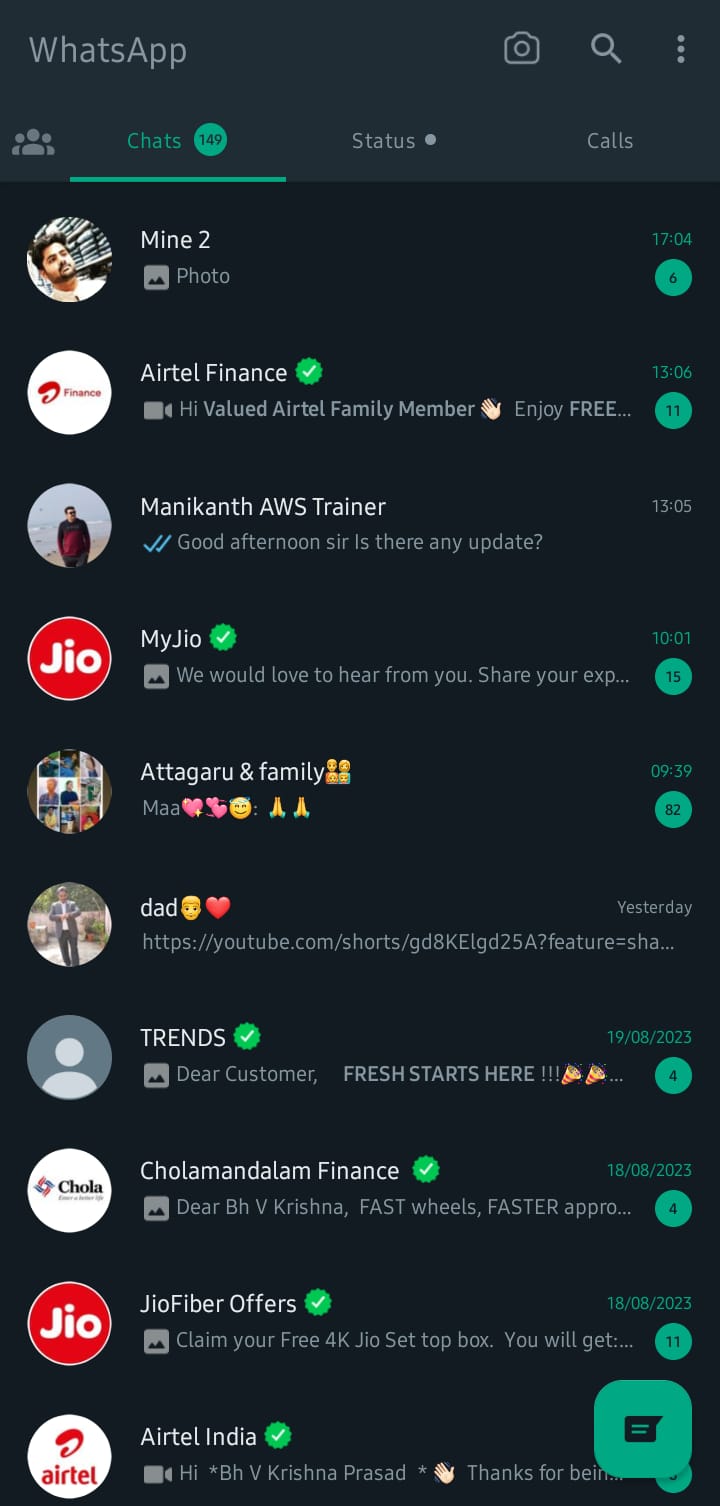 WhatsApp
Chats 149
Status
Calls
Mine 2
17:04
Photo
6
Airtel Finance
13:06
Finance
Hi Valued Airtel Family Member 👋🏻 Enjoy FREE...
11
Manikanth AWS Trainer
13:05
Good afternoon sir Is there any update?
MyJio
10:01
Jio
We would love to hear from you. Share your exp...
15
Attagaru & family👨‍👩‍👧‍👦
09:39
Maa💖💞😇: 🙏🙏
82
dad👨❤️
Yesterday
https://youtube.com/shorts/gd8KElgd25A?feature=sha...
TRENDS
19/08/2023
Dear Customer, FRESH STARTS HERE !!!🎉🎉...
4
Cholamandalam Finance
18/08/2023
Chola
Enter a better life
Dear Bh V Krishna, FAST wheels, FASTER appro...
4
JioFiber Offers
18/08/2023
Jio
Claim your Free 4K Jio Set top box. You will get:...
11
Airtel India
airtel
Hi *Bh V Krishna Prasad * 👋🏻 Thanks for bein...